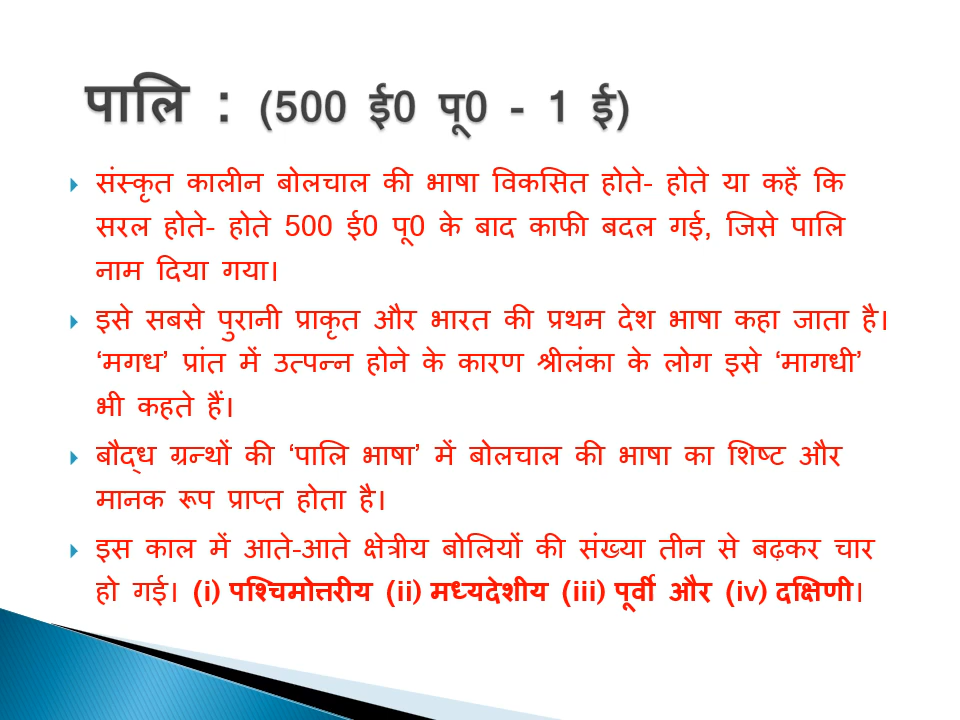 पालि : (500 ई0 पू0 - 1 ई)
संस्कृत कालीन बोलचाल की भाषा विकसित होते- होते या कहें कि
सरल होते- होते 500 ई0 पू0 के बाद काफी बदल गई, जिसे पालि
नाम दिया गया।
इसे सबसे पुरानी प्राकृत और भारत की प्रथम देश भाषा कहा जाता है।
‘मगध’ प्रांत में उत्पन्न होने के कारण श्रीलंका के लोग इसे ‘मागधी’
भी कहते हैं।
बौद्ध ग्रन्थों की ‘पालि भाषा’ में बोलचाल की भाषा का शिष्ट और
मानक रूप प्राप्त होता है।
इस काल में आते-आते क्षेत्रीय बोलियों की संख्या तीन से बढ़कर चार
हो गई। (i) पश्चिमोत्तरीय (ii) मध्यदेशीय (iii) पूर्वी और (iv) दक्षिणी।